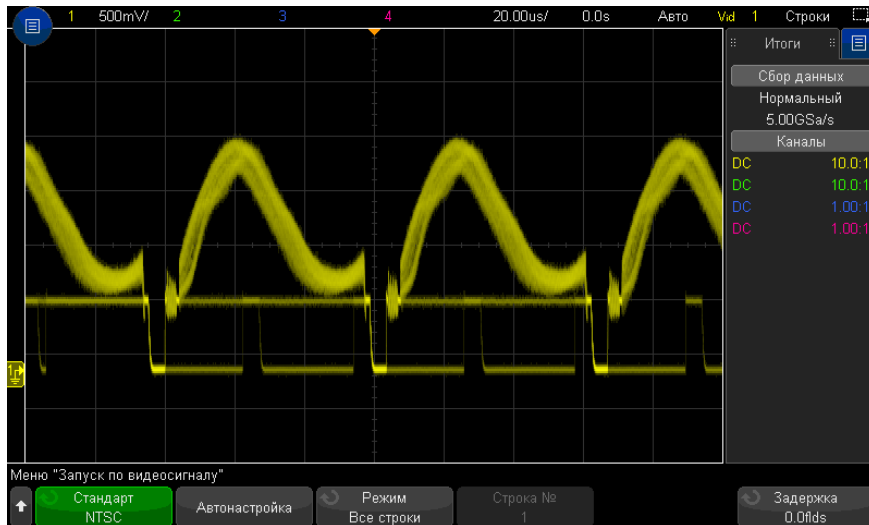 1 500mV/ 2 3 4 20.00us/ 0.0s Авто Vid 1 Строки
Итоги
Сбор данных
Нормальный
5.00GSa/s
Каналы
DC 10.0:1
DC 10.0:1
DC 1.00:1
DC 1.00:1
1
Меню "Запуск по видеосигналу"
Стандарт
NTSC
Автонастройка
Режим
Все строки
Строка №
1
Задержка
0.0flds